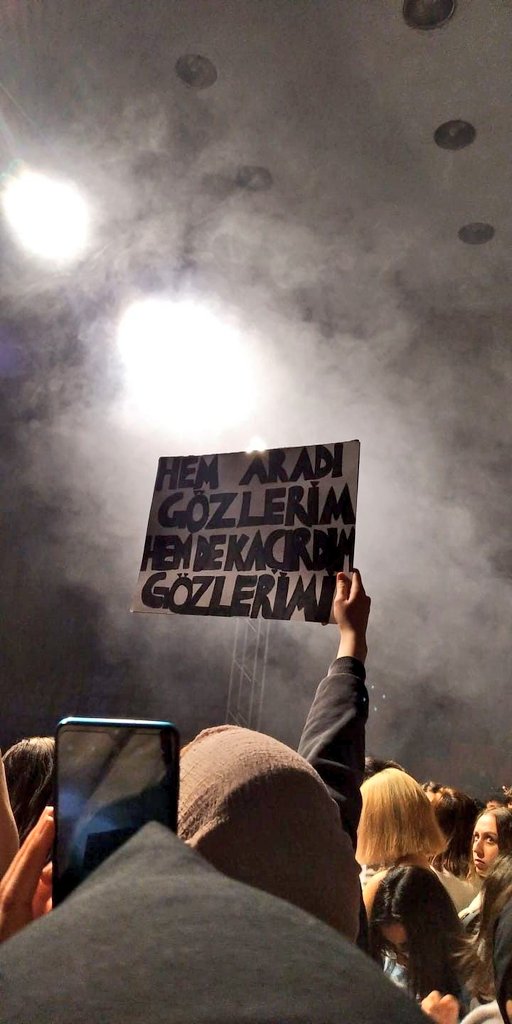 HEM ARADI
GÖZLERİM
HEM DE KAÇIRDIM
GÖZLERİMİ